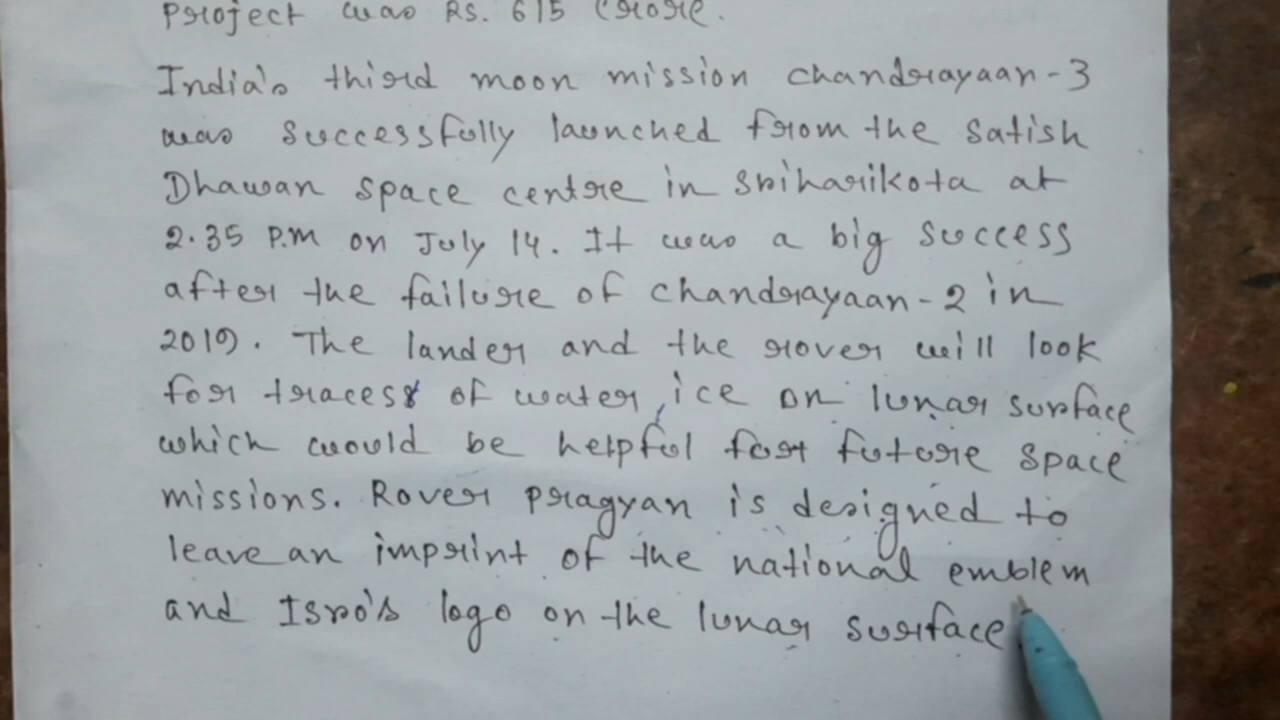 project was Rs. 615 crore.
India's third moon mission chandrayaan-3
was successfully launched from the satish
Dhawan space centre in Sriharikota at
2.35 P.m on July 14. It was a big success
after the failure of chandrayaan-2 in
2019. The lander and the rover will look
for traces of water, ice on lunar surface
which would be helpful for future space
missions. Rover pragyan is designed to
leave an imprint of the national emblem
and Isro's logo on the lunar surface.